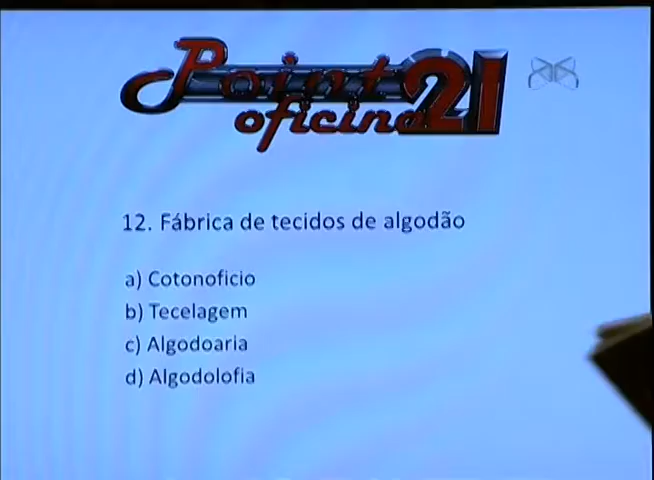 Point 21
oficina
12. Fábrica de tecidos de algodão
a) Cotonoficio
b) Tecelagem
c) Algodoaria
d) Algodolofia